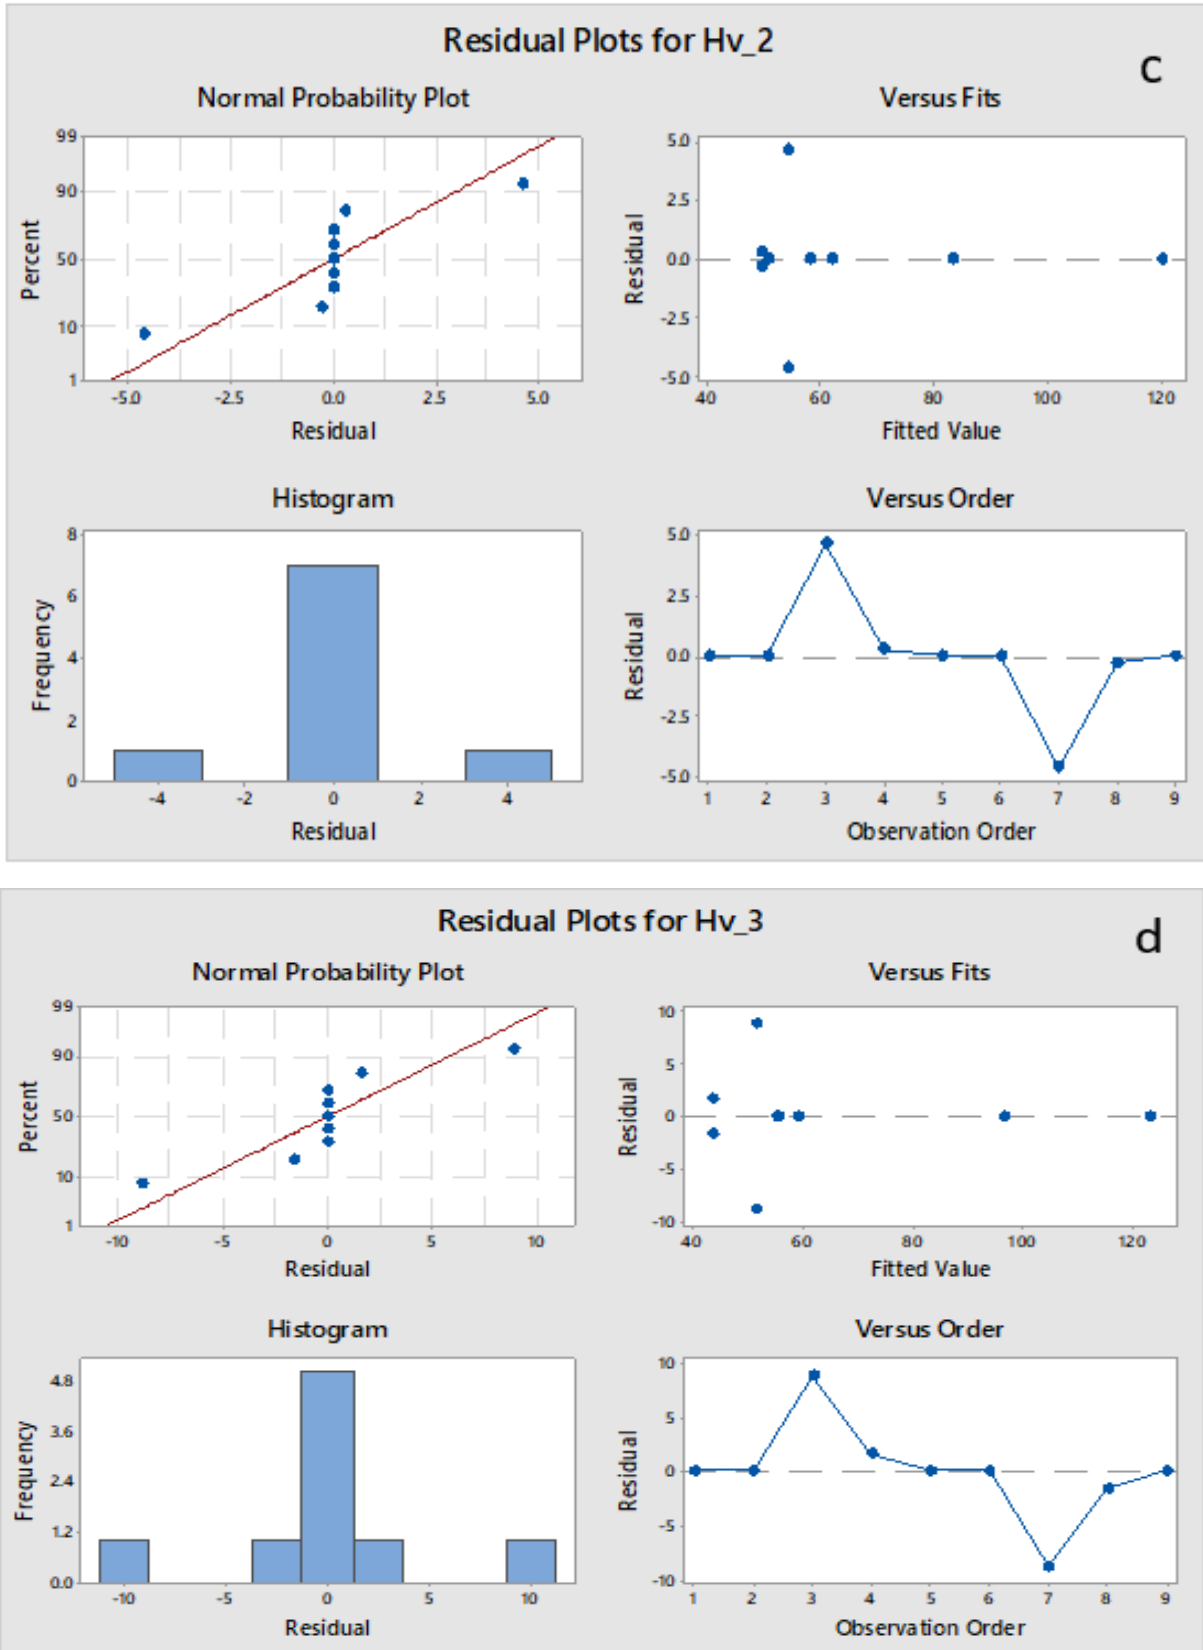 Residual Plots for Hv_2
c
Normal Probability Plot
99
90
50
10
1
Percent
-5.0 -2.5 0.0 2.5 5.0
Residual
Versus Fits
5.0
2.5
0.0
-2.5
-5.0
Residual
40 60 80 100 120
Fitted Value
Histogram
8
6
4
2
0
Frequency
-4 -2 0 2 4
Residual
Versus Order
5.0
2.5
0.0
-2.5
-5.0
Residual
1 2 3 4 5 6 7 8 9
Observation Order
Residual Plots for Hv_3
d
Normal Probability Plot
99
90
50
10
1
Percent
-10 -5 0 5 10
Residual
Versus Fits
10
5
0
-5
-10
Residual
40 60 80 100 120
Fitted Value
Histogram
4.8
3.6
2.4
1.2
0.0
Frequency
-10 -5 0 5 10
Residual
Versus Order
10
5
0
-5
-10
Residual
1 2 3 4 5 6 7 8 9
Observation Order